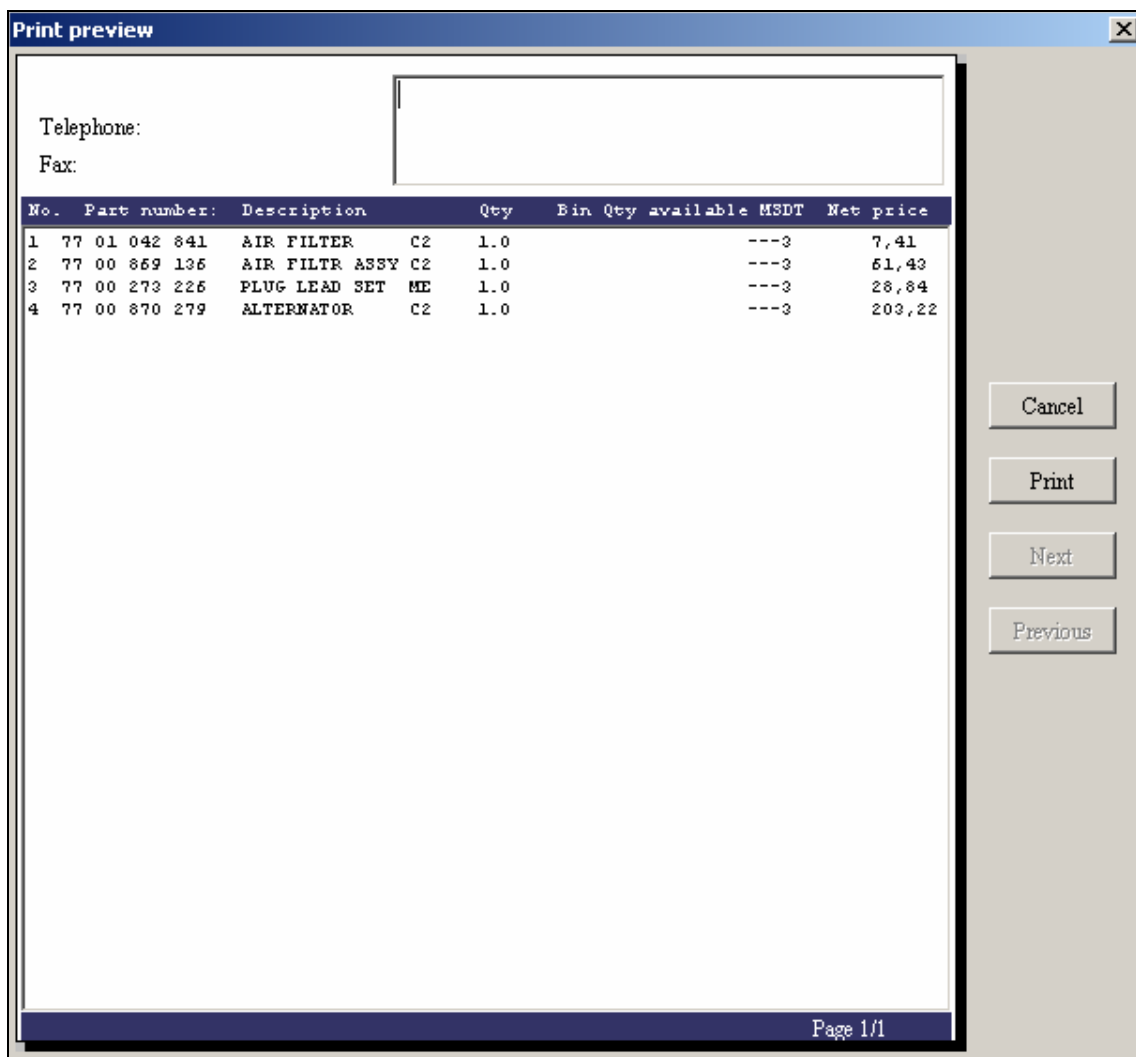 Print preview
Telephone:
Fax:
No. Part number: Description Qty Bin Qty available MSDT Net price
1 77 01 042 841 AIR FILTER C2 1.0 ---3 7,41
2 77 00 869 136 AIR FILTR ASSY C2 1.0 ---3 61,43
3 77 00 273 226 PLUG LEAD SET ME 1.0 ---3 28,84
4 77 00 870 279 ALTERNATOR C2 1.0 ---3 203,22
Cancel
Print
Next
Previous
Page 1/1